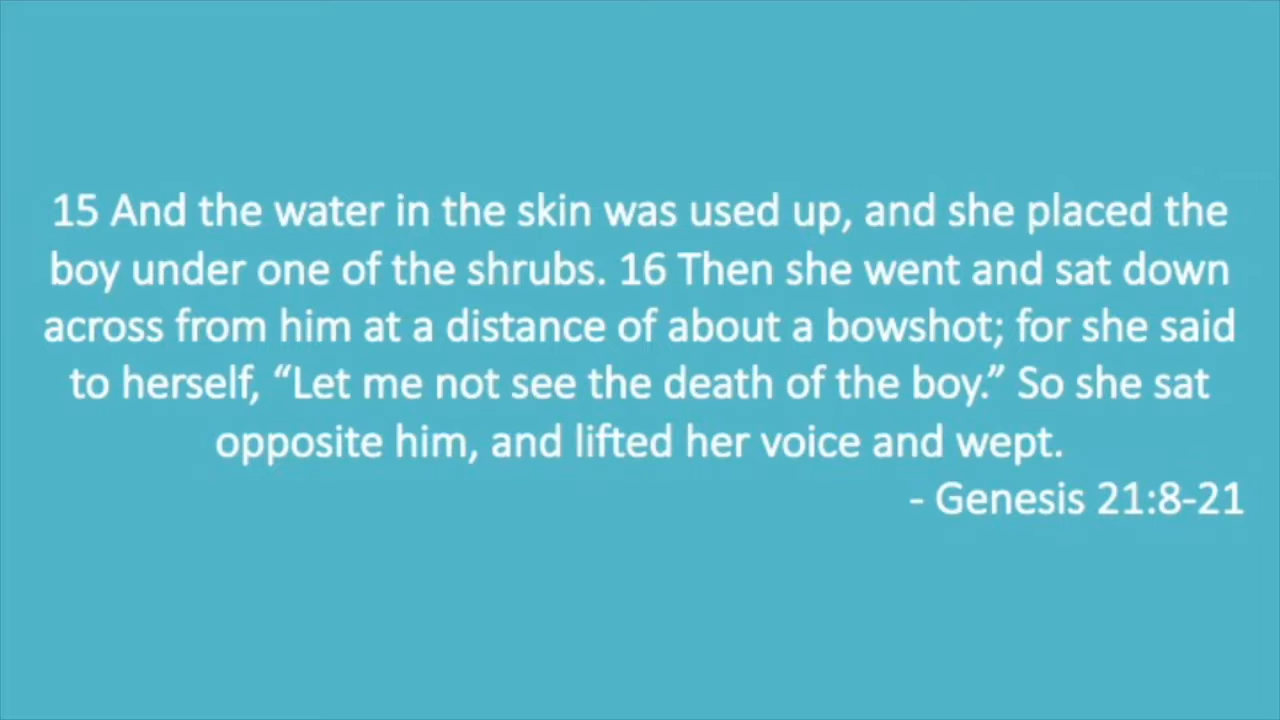 15 And the water in the skin was used up, and she placed the
boy under one of the shrubs. 16 Then she went and sat down
across from him at a distance of about a bowshot; for she said
to herself, “Let me not see the death of the boy.” So she sat
opposite him, and lifted her voice and wept.
- Genesis 21:8-21